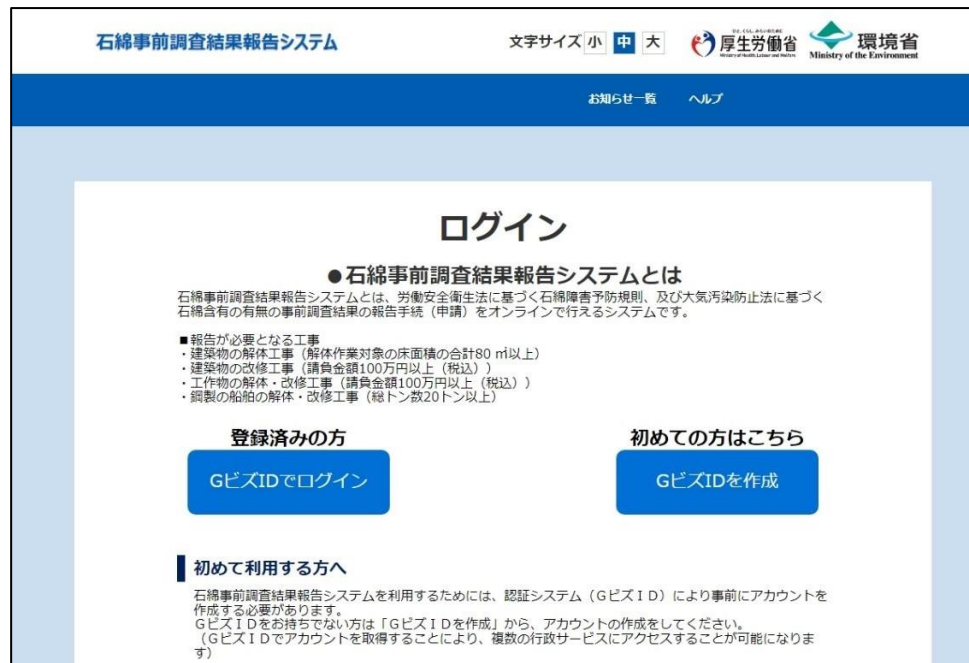 石綿事前調査結果報告システム
文字サイズ 小 中 大
厚生労働省
環境省
Ministry of the Environment
お知らせ一覧 ヘルプ
ログイン
●石綿事前調査結果報告システムとは
石綿事前調査結果報告システムとは、労働安全衛生法に基づく石綿障害予防規則、及び大気汚染防止法に基づく
石綿含有の有無の事前調査結果の報告手続（申請）をオンラインで行えるシステムです。
■報告が必要となる工事
・建築物の解体工事（解体作業対象の床面積の合計80 ㎡以上）
・建築物の改修工事（請負金額100万円以上（税込））
・工作物の解体・改修工事（請負金額100万円以上（税込））
・鋼製の船舶の解体・改修工事（総トン数20トン以上）
登録済みの方 初めての方はこちら
GビズIDでログイン GビズIDを作成
初めて利用する方へ
石綿事前調査結果報告システムを利用するためには、認証システム（ＧビズＩＤ）により事前にアカウントを
作成する必要があります。
ＧビズＩＤをお持ちでない方は「ＧビズＩＤを作成」から、アカウントの作成をしてください。
（ＧビズＩＤでアカウントを取得することにより、複数の行政サービスにアクセスすることが可能になりま
す）